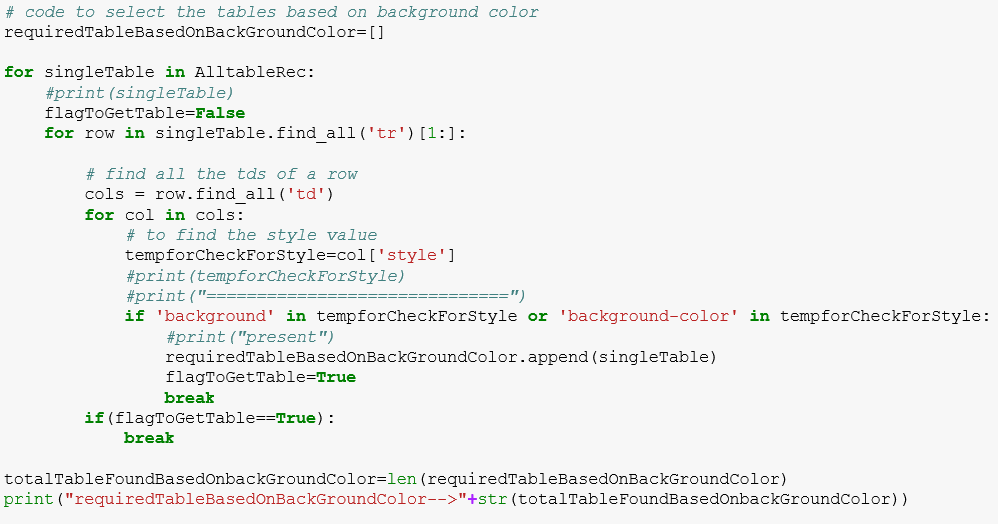 # code to select the tables based on background color
requiredTableBasedOnBackGroundColor=[]
for singleTable in AlltableRec:
    #print(singleTable)
    flagToGetTable=False
    for row in singleTable.find_all('tr')[1:]:
        # find all the tds of a row
        cols = row.find_all('td')
        for col in cols:
            # to find the style value
            tempforCheckForStyle=col['style']
            #print(tempforCheckForStyle)
            #print("==============================")
            if 'background' in tempforCheckForStyle or 'background-color' in tempforCheckForStyle:
                #print("present")
                requiredTableBasedOnBackGroundColor.append(singleTable)
                flagToGetTable=True
                break
        if(flagToGetTable==True):
            break
totalTableFoundBasedOnbackGroundColor=len(requiredTableBasedOnBackGroundColor)
print("requiredTableBasedOnBackGroundColor-->"+str(totalTableFoundBasedOnbackGroundColor))